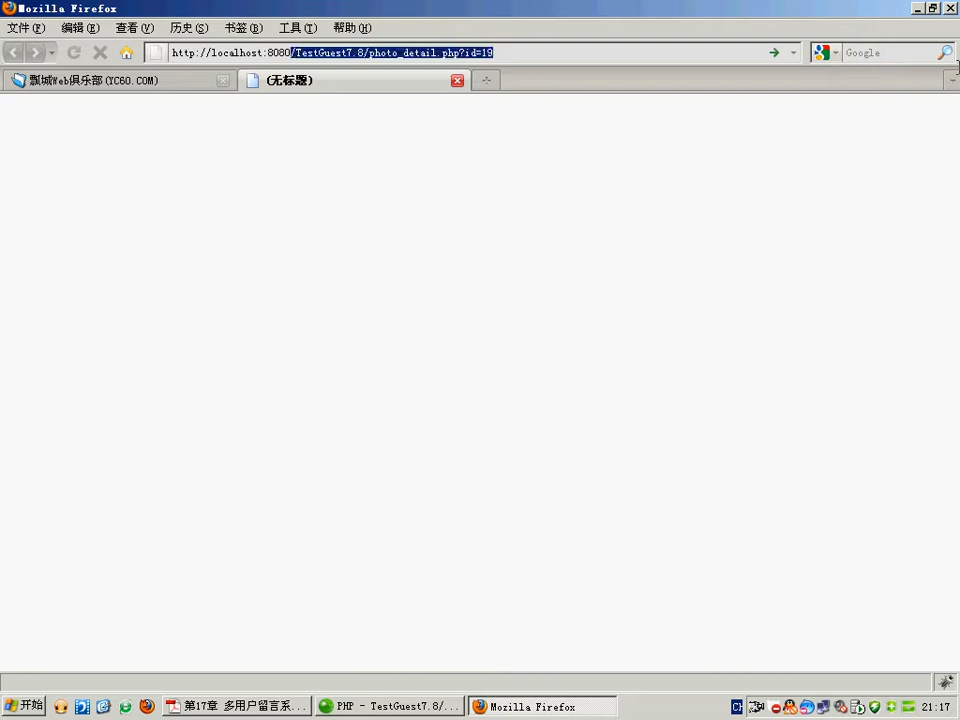 Mozilla Firefox
文件(F) 编辑(E) 查看(V) 历史(S) 书签(B) 工具(T) 帮助(H)
http://localhost:8080/TestGuest7.8/photo_detail.php?id=19 Google
瓢城Web俱乐部(YC60.COM) (无标题)
开始 第17章 多用户留言系... PHP - TestGuest7.8/... Mozilla Firefox CH 21:17